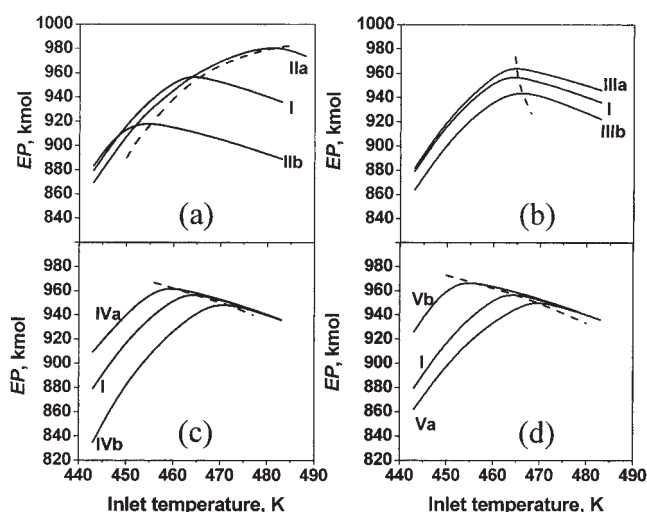 1000
980
960
940
920
900
880
860
840
EP, kmol
IIa
I
IIb
(a)
1000
980
960
940
920
900
880
860
840
EP, kmol
IIIa
I
IIIb
(b)
980
960
940
920
900
880
860
840
820
EP, kmol
IVa
I
IVb
(c)
440 450 460 470 480 490
Inlet temperature, K
980
960
940
920
900
880
860
840
820
EP, kmol
Vb
I
Va
(d)
440 450 460 470 480 490
Inlet temperature, K